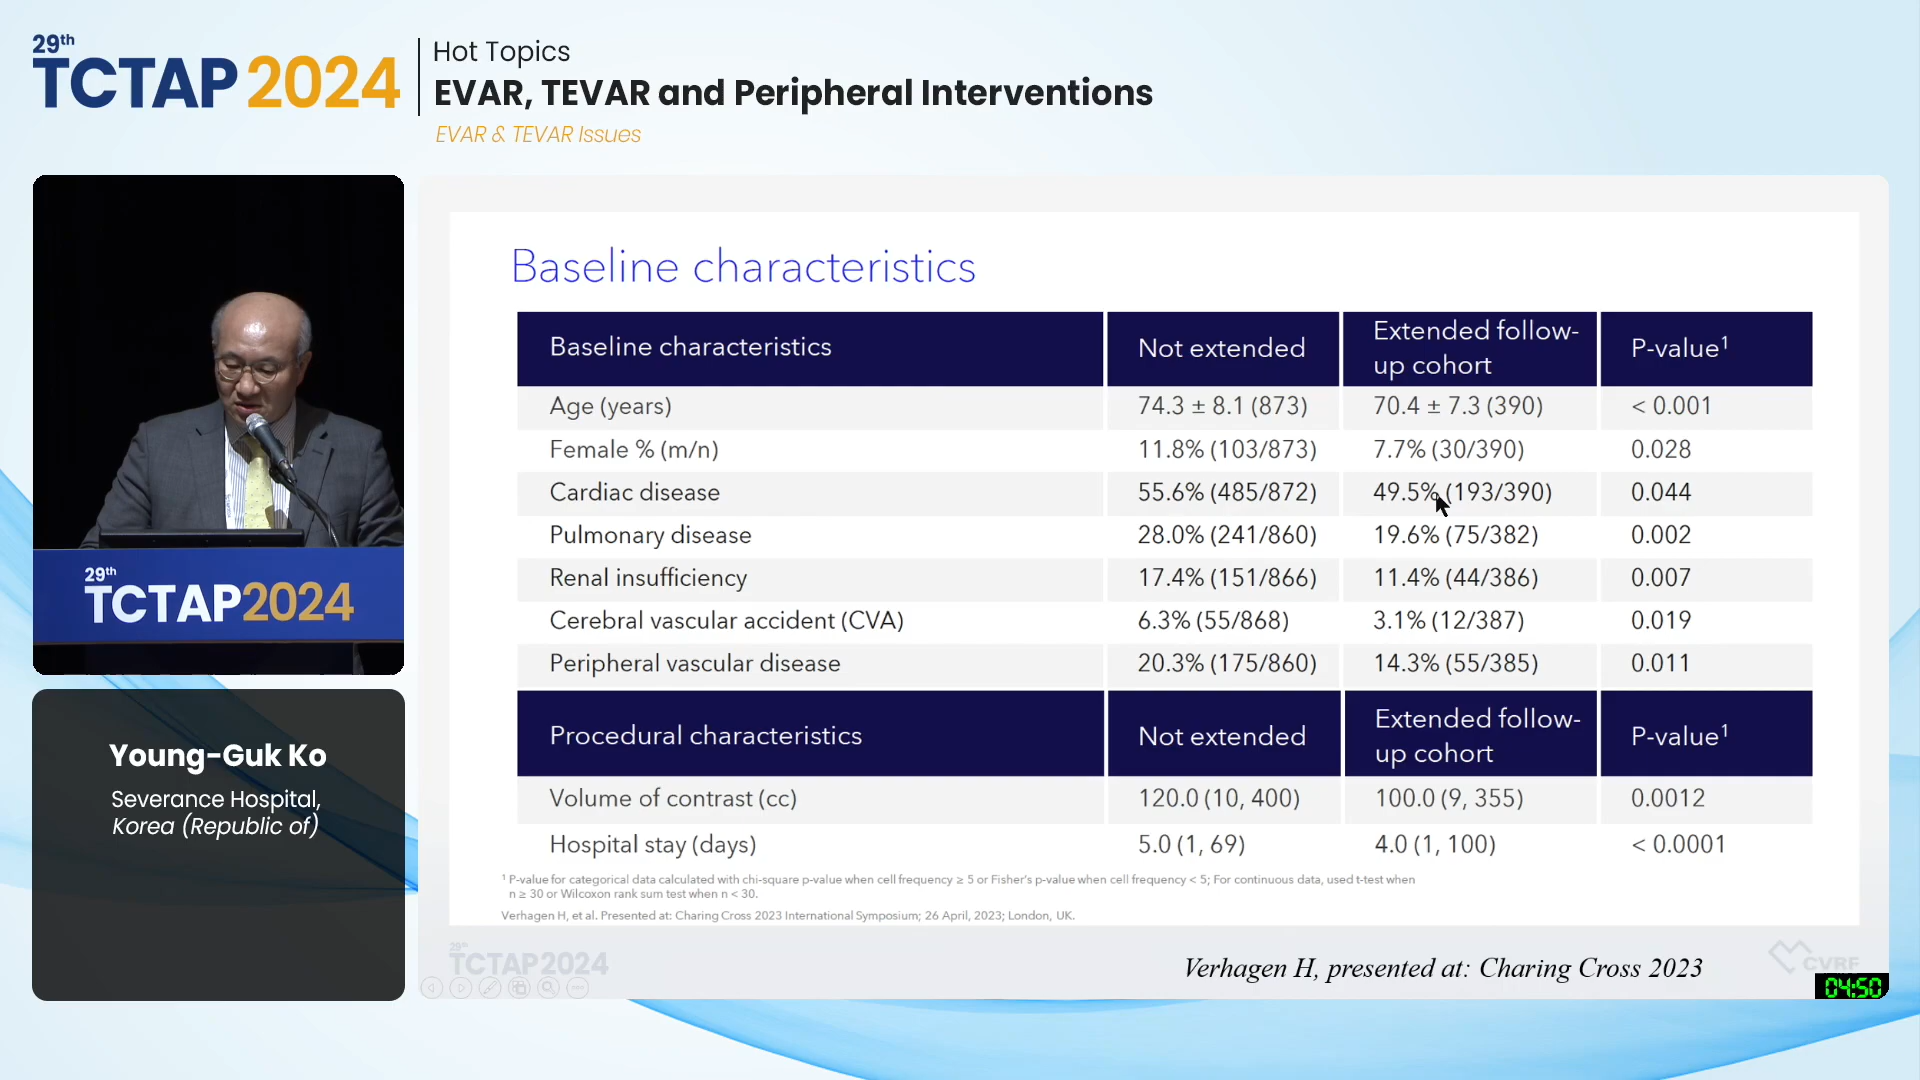 29th
TCTAP 2024
Hot Topics
EVAR, TEVAR and Peripheral Interventions
EVAR & TEVAR Issues
29th
TCTAP2024
Young-Guk Ko
Severance Hospital,
Korea (Republic of)
Baseline characteristics
Baseline characteristics Not extended Extended follow-up cohort P-value¹
Age (years) 74.3 ± 8.1 (873) 70.4 ± 7.3 (390) < 0.001
Female % (m/n) 11.8% (103/873) 7.7% (30/390) 0.028
Cardiac disease 55.6% (485/872) 49.5% (193/390) 0.044
Pulmonary disease 28.0% (241/860) 19.6% (75/382) 0.002
Renal insufficiency 17.4% (151/866) 11.4% (44/386) 0.007
Cerebral vascular accident (CVA) 6.3% (55/868) 3.1% (12/387) 0.019
Peripheral vascular disease 20.3% (175/860) 14.3% (55/385) 0.011
Procedural characteristics Not extended Extended follow-up cohort P-value¹
Volume of contrast (cc) 120.0 (10, 400) 100.0 (9, 355) 0.0012
Hospital stay (days) 5.0 (1, 69) 4.0 (1, 100) < 0.0001
¹ P-value for categorical data calculated with chi-square p-value when cell frequency ≥ 5 or Fisher's p-value when cell frequency < 5; For continuous data, used t-test when
n ≥ 30 or Wilcoxon rank sum test when n < 30.
Verhagen H, et al. Presented at: Charing Cross 2023 International Symposium; 26 April, 2023; London, UK.
29th
TCTAP 2024
Verhagen H, presented at: Charing Cross 2023
CVRF
04:50